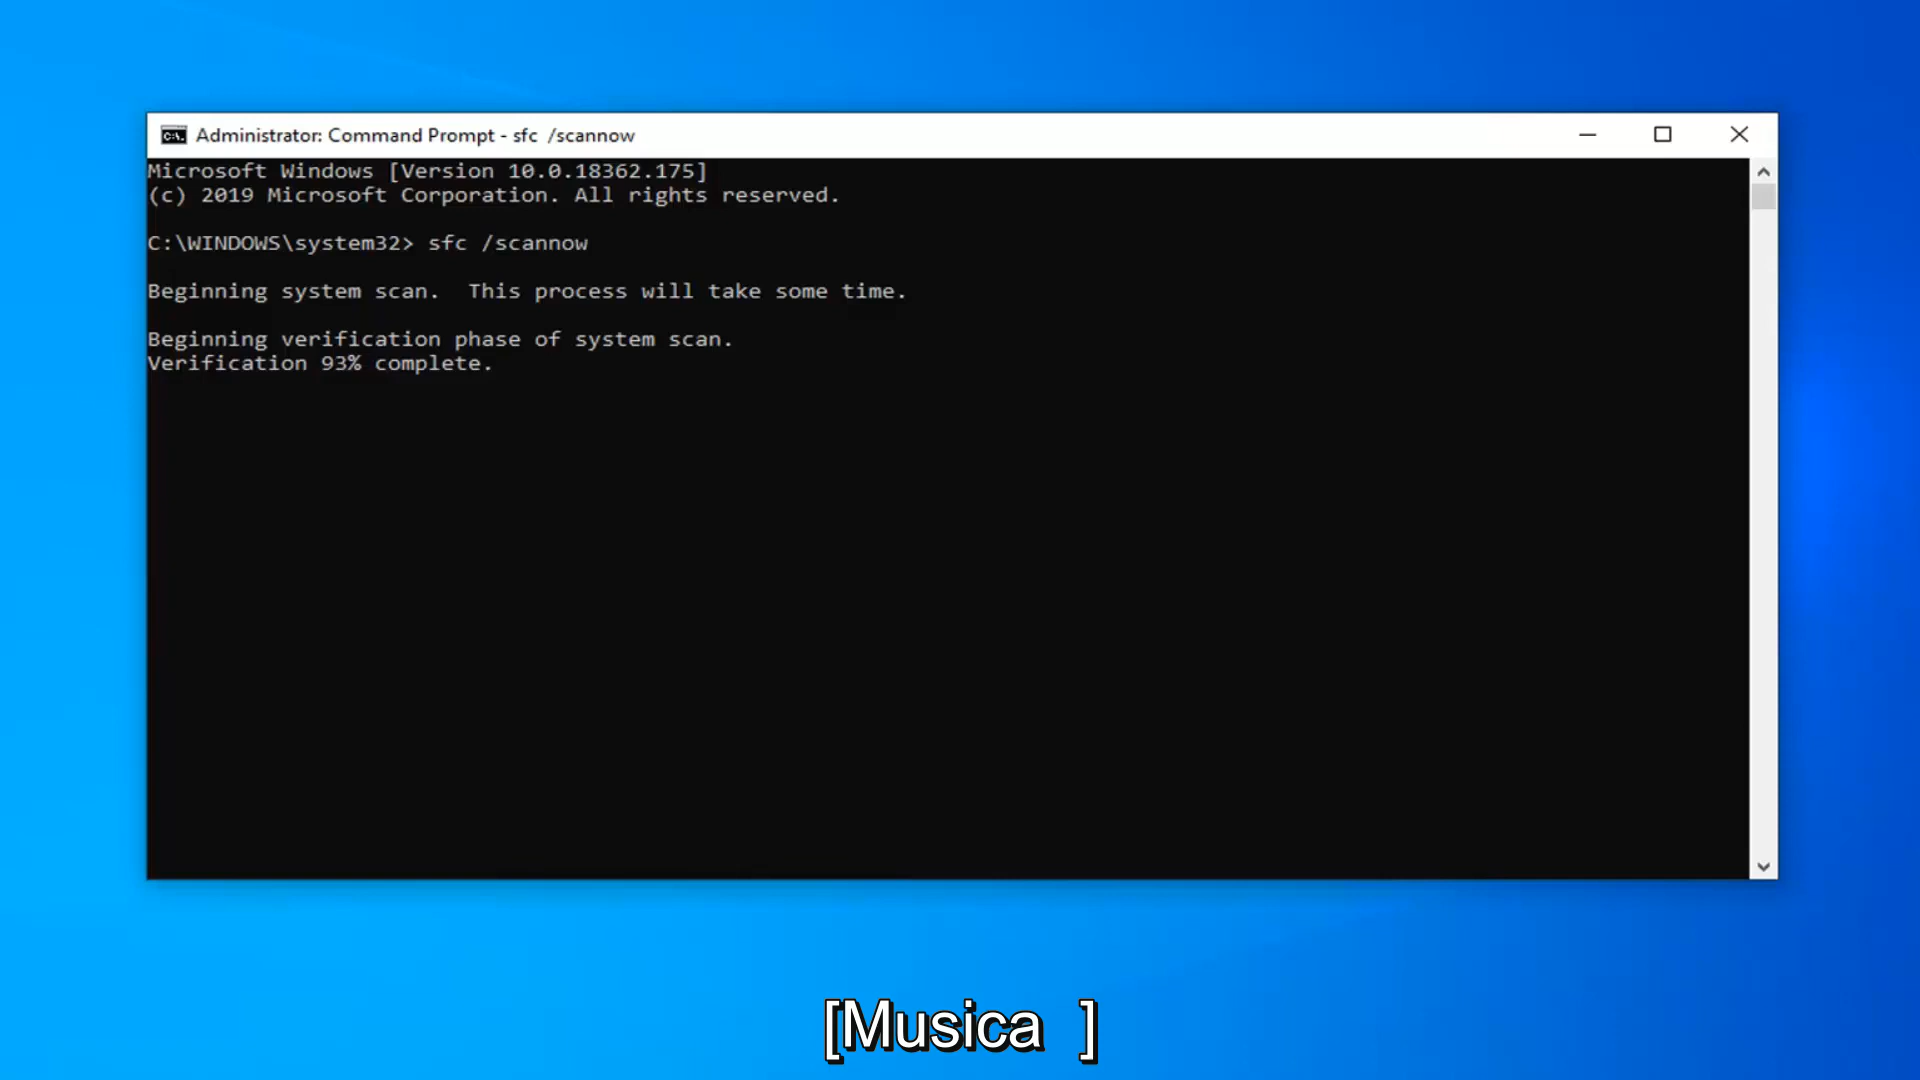 Administrator: Command Prompt - sfc  /scannow
Microsoft Windows [Version 10.0.18362.175]
(c) 2019 Microsoft Corporation. All rights reserved.
C:\WINDOWS\system32> sfc /scannow
Beginning system scan.  This process will take some time.
Beginning verification phase of system scan.
Verification 93% complete.
[Musica  ]